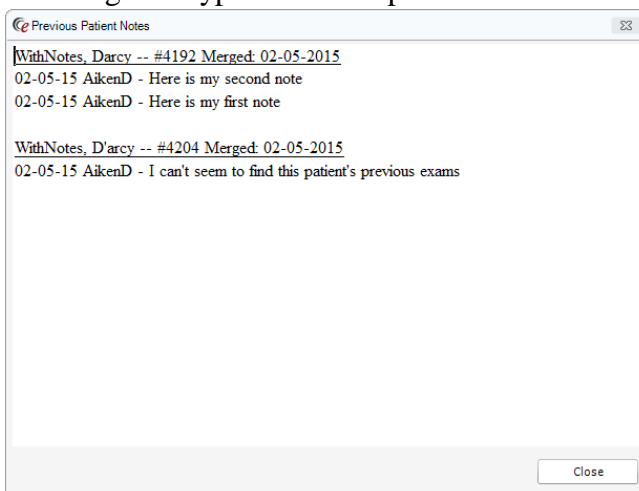 Previous Patient Notes
WithNotes, Darcy -- #4192 Merged: 02-05-2015
02-05-15 AikenD - Here is my second note
02-05-15 AikenD - Here is my first note
WithNotes, D'arcy -- #4204 Merged: 02-05-2015
02-05-15 AikenD - I can't seem to find this patient's previous exams
Close